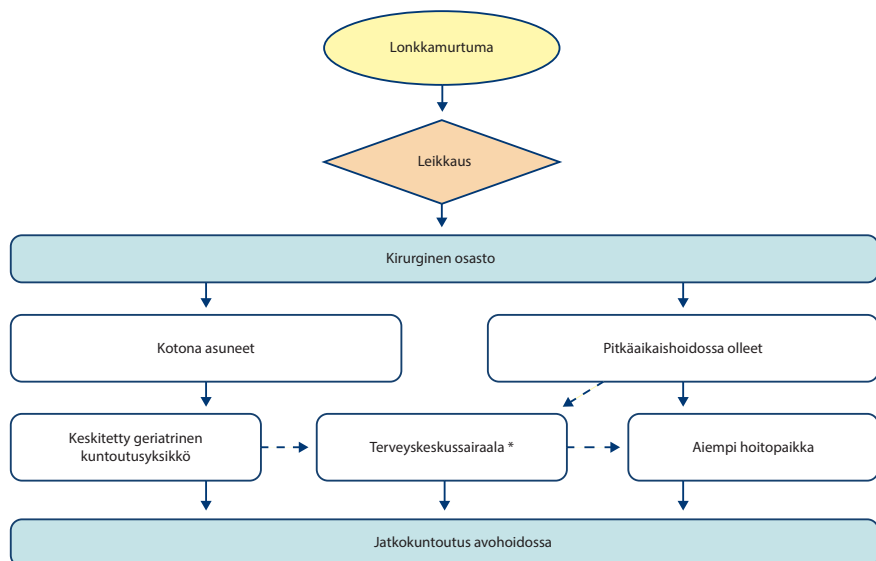 Lonkkamurtuma
Leikkaus
Kirurginen osasto
Kotona asuneet
Pitkäaikaishoidossa olleet
Keskitetty geriatrinen
kuntoutusyksikkö
Terveyskeskussairaala *
Aiempi hoitopaikka
Jatkokuntoutus avohoidossa